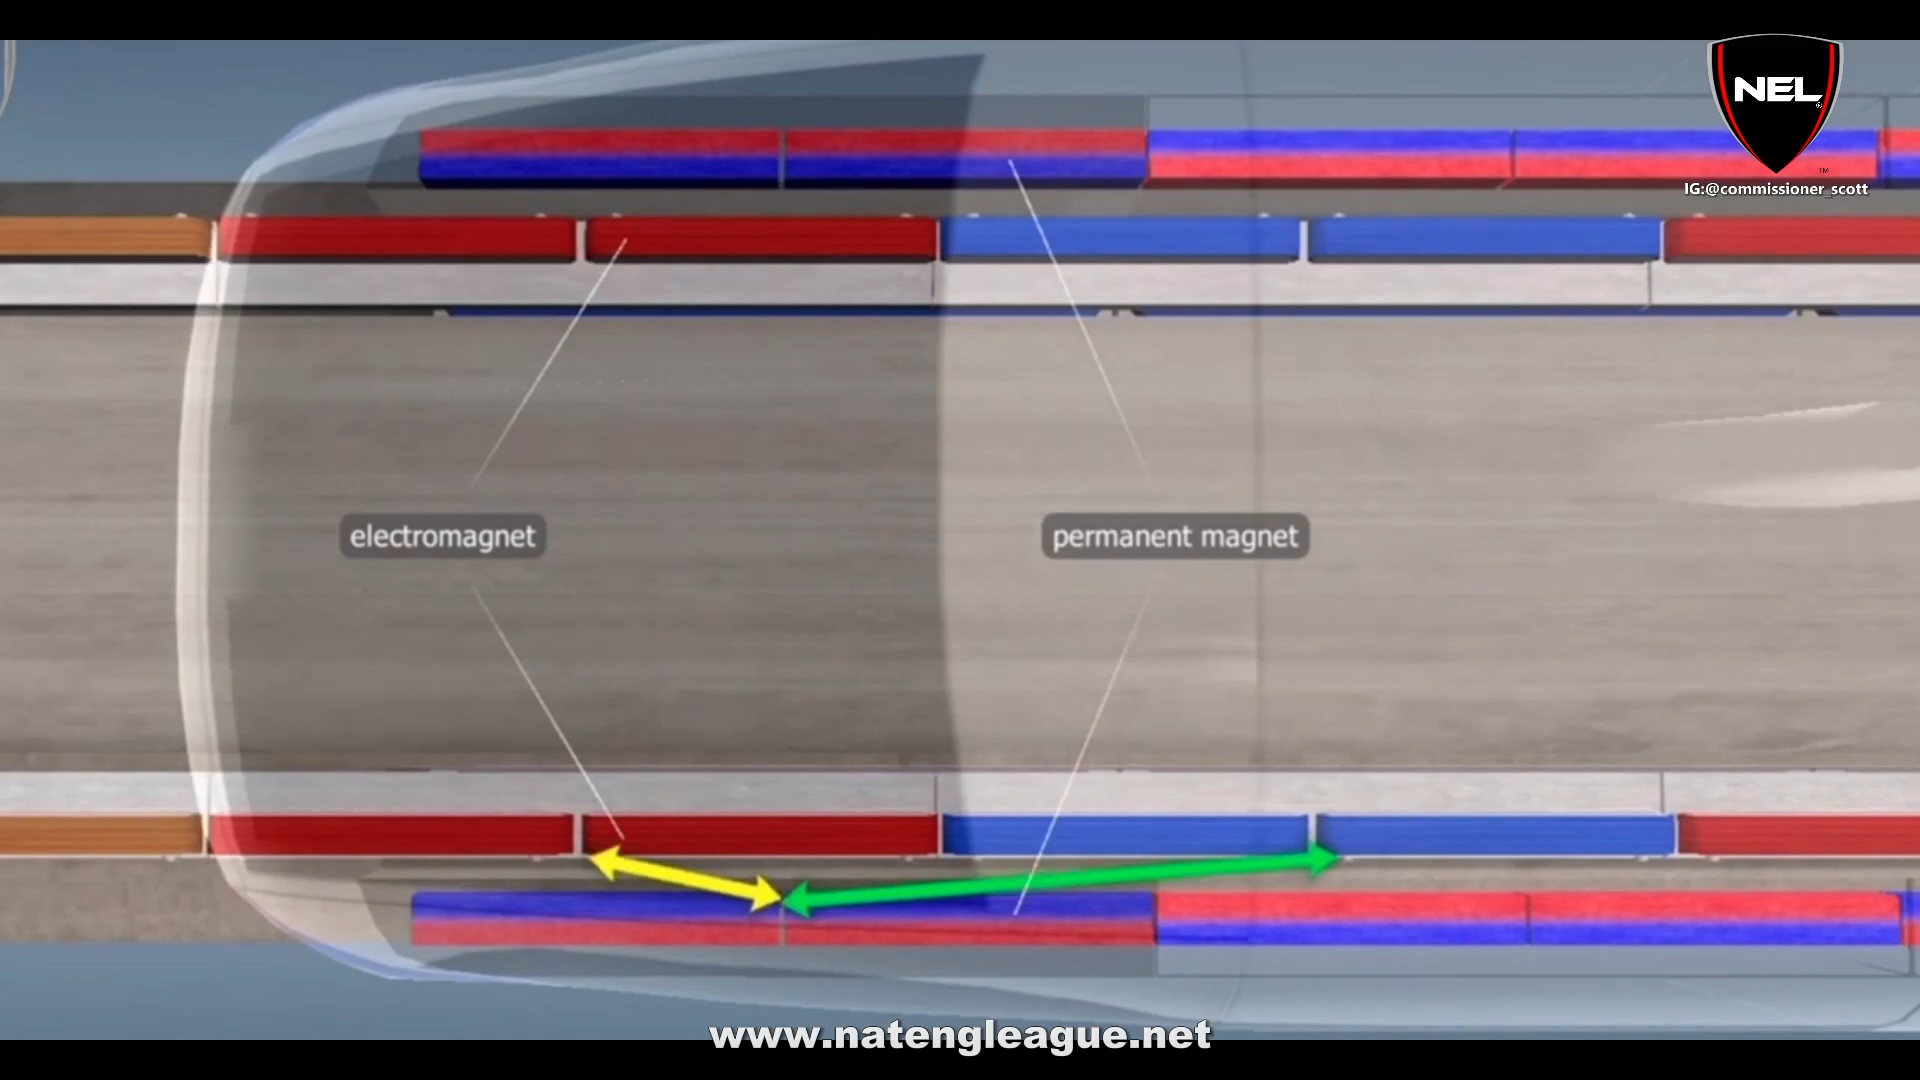 NEL
IG:@commissioner_scott
electromagnet
permanent magnet
www.natengleague.net